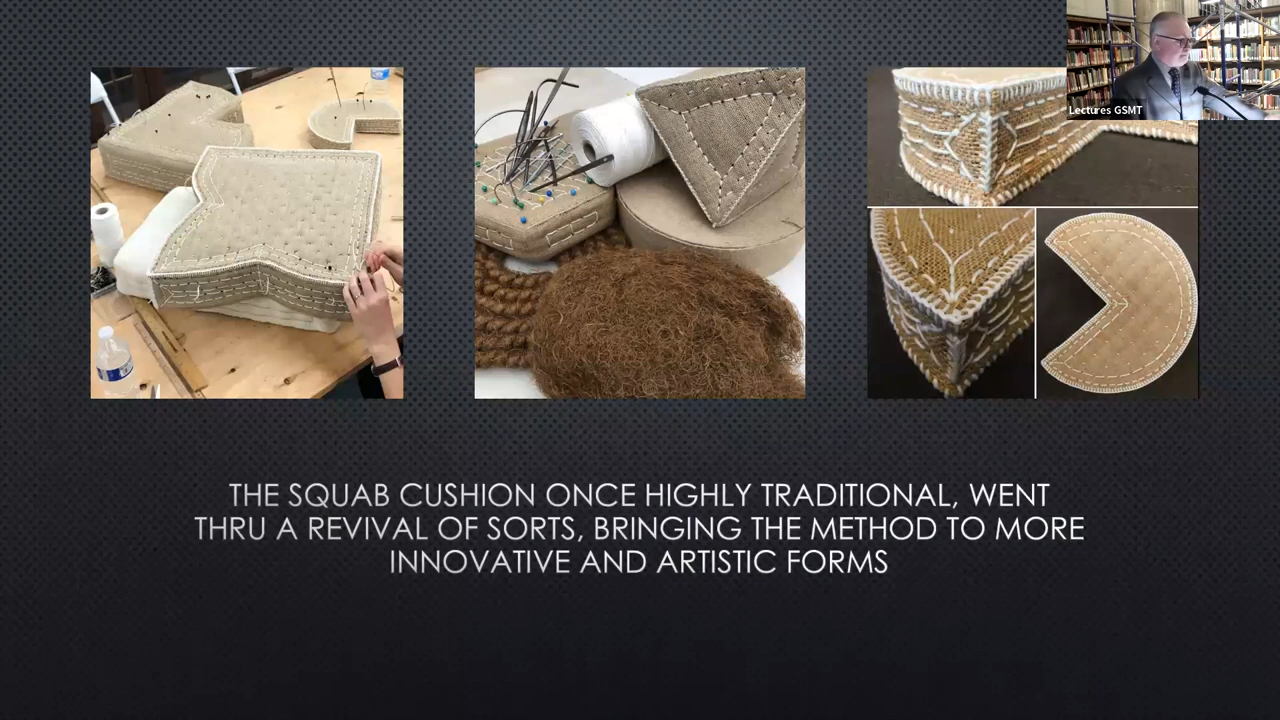 Lectures GSMT
THE SQUAB CUSHION ONCE HIGHLY TRADITIONAL, WENT
THRU A REVIVAL OF SORTS, BRINGING THE METHOD TO MORE
INNOVATIVE AND ARTISTIC FORMS